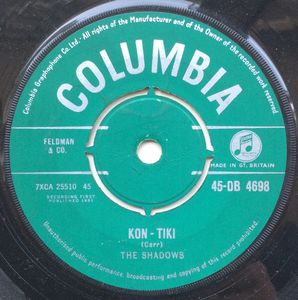 Columbia Graphophone Co. Ltd. - All rights of the Manufacturer and of the Owner of the recorded work reserved.
COLUMBIA
FELDMAN
& CO.
MADE IN GT. BRITAIN
7XCA 25510 45
45-DB 4698
RECORDING FIRST
PUBLISHED 1961
KON - TIKI
(Carr)
THE SHADOWS
Unauthorised public performance, broadcasting and copying of this record prohibited